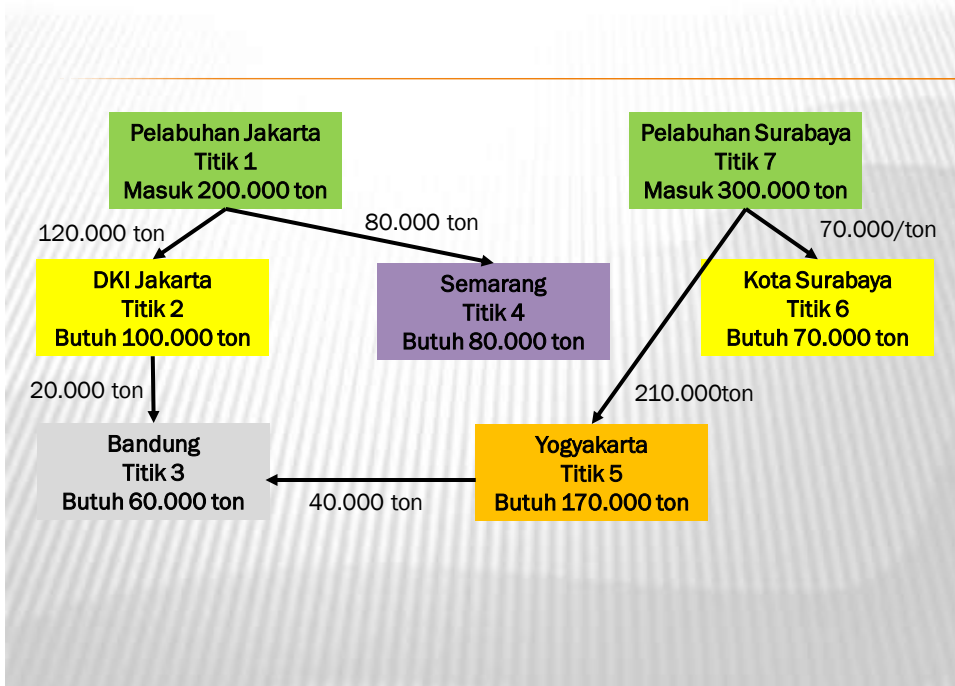 Pelabuhan Jakarta
Titik 1
Masuk 200.000 ton
Pelabuhan Surabaya
Titik 7
Masuk 300.000 ton
120.000 ton
80.000 ton
70.000/ton
DKI Jakarta
Titik 2
Butuh 100.000 ton
Semarang
Titik 4
Butuh 80.000 ton
Kota Surabaya
Titik 6
Butuh 70.000 ton
20.000 ton
210.000ton
Bandung
Titik 3
Butuh 60.000 ton
40.000 ton
Yogyakarta
Titik 5
Butuh 170.000 ton